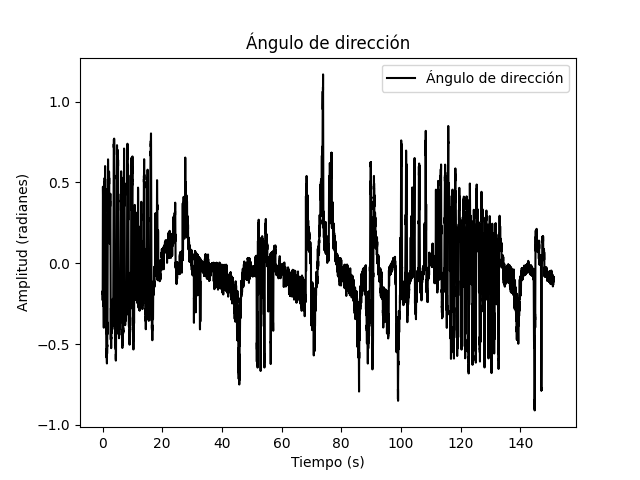 Ángulo de dirección
Ángulo de dirección
Amplitud (radianes)
1.0
0.5
0.0
−0.5
−1.0
0 20 40 60 80 100 120 140
Tiempo (s)